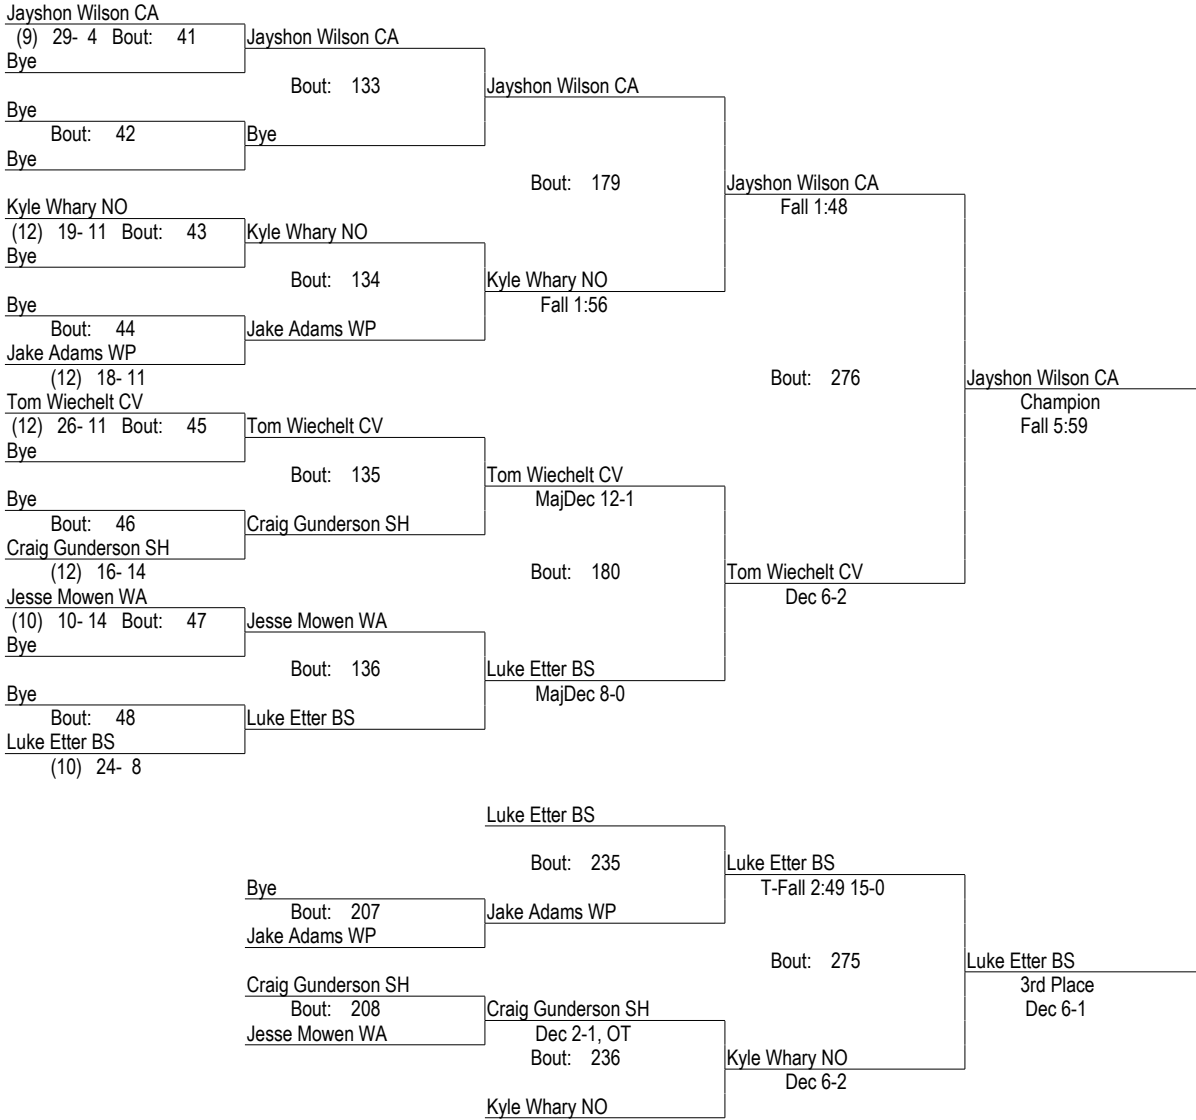 Jayshon Wilson CA
(9) 29- 4 Bout: 41 Jayshon Wilson CA
Bye
Bout: 133 Jayshon Wilson CA
Bye
Bout: 42 Bye
Bye
Bout: 179 Jayshon Wilson CA
Kyle Whary NO Fall 1:48
(12) 19- 11 Bout: 43 Kyle Whary NO
Bye
Bout: 134 Kyle Whary NO
Bye Fall 1:56
Bout: 44 Jake Adams WP
Jake Adams WP
(12) 18- 11 Bout: 276 Jayshon Wilson CA
Tom Wiechelt CV Champion
(12) 26- 11 Bout: 45 Tom Wiechelt CV Fall 5:59
Bye
Bout: 135 Tom Wiechelt CV
Bye MajDec 12-1
Bout: 46 Craig Gunderson SH
Craig Gunderson SH
(12) 16- 14 Bout: 180 Tom Wiechelt CV
Jesse Mowen WA Dec 6-2
(10) 10- 14 Bout: 47 Jesse Mowen WA
Bye
Bout: 136 Luke Etter BS
Bye MajDec 8-0
Bout: 48 Luke Etter BS
Luke Etter BS
(10) 24- 8
Luke Etter BS
Bout: 235 Luke Etter BS
Bye T-Fall 2:49 15-0
Bout: 207 Jake Adams WP
Jake Adams WP
Bout: 275 Luke Etter BS
Craig Gunderson SH 3rd Place
Bout: 208 Craig Gunderson SH Dec 6-1
Jesse Mowen WA Dec 2-1, OT
Bout: 236 Kyle Whary NO
Dec 6-2
Kyle Whary NO